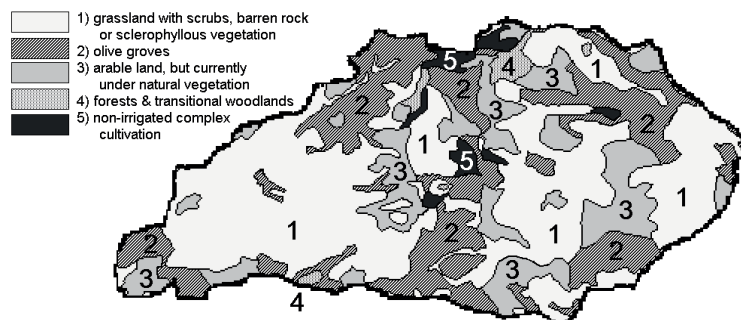 1) grassland with scrubs, barren rock
or sclerophyllous vegetation
2) olive groves
3) arable land, but currently
under natural vegetation
4) forests & transitional woodlands
5) non-irrigated complex
cultivation
5
4
3
1
2
2
3
2
1
5
3
3
1
1
2
1
2
3
2
3
4